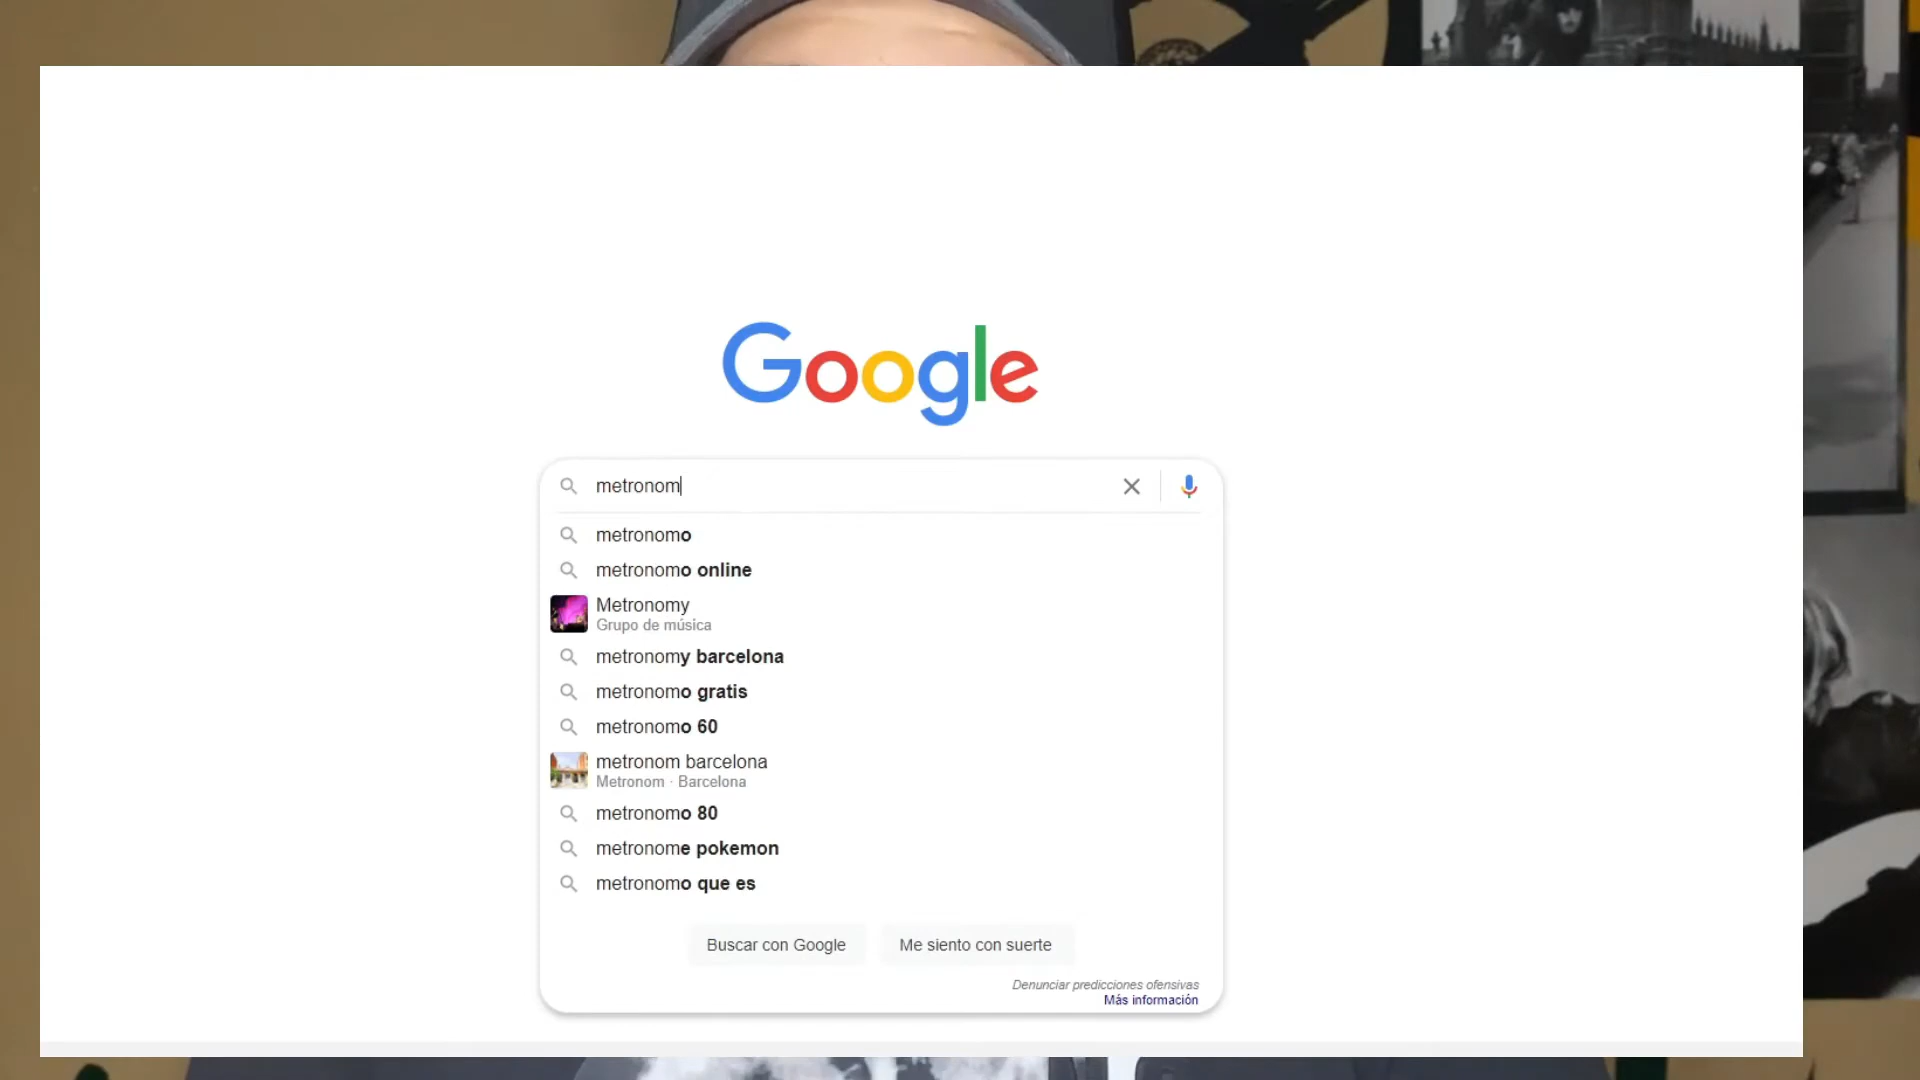 Google
metronom
metronomo
metronomo online
Metronomy
Grupo de música
metronomy barcelona
metronomo gratis
metronomo 60
metronom barcelona
Metronom · Barcelona
metronomo 80
metronome pokemon
metronomo que es
Buscar con Google
Me siento con suerte
Denunciar predicciones ofensivas
Más información